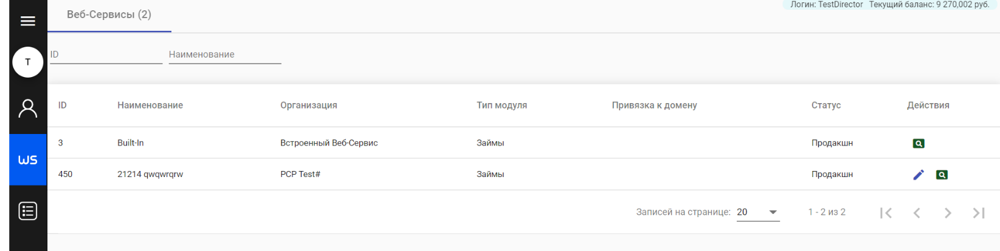 Логин: TestDirector Текущий баланс: 9 270,002 руб.
Веб-Сервисы (2)
T
ID Наименование
ID Наименование Организация Тип модуля Привязка к домену Статус Действия
3 Built-In Встроенный Веб-Сервис Займы Продакшн
WS
450 21214 qwqwrqrw PCP Test# Займы Продакшн
Записей на странице: 20 1 - 2 из 2